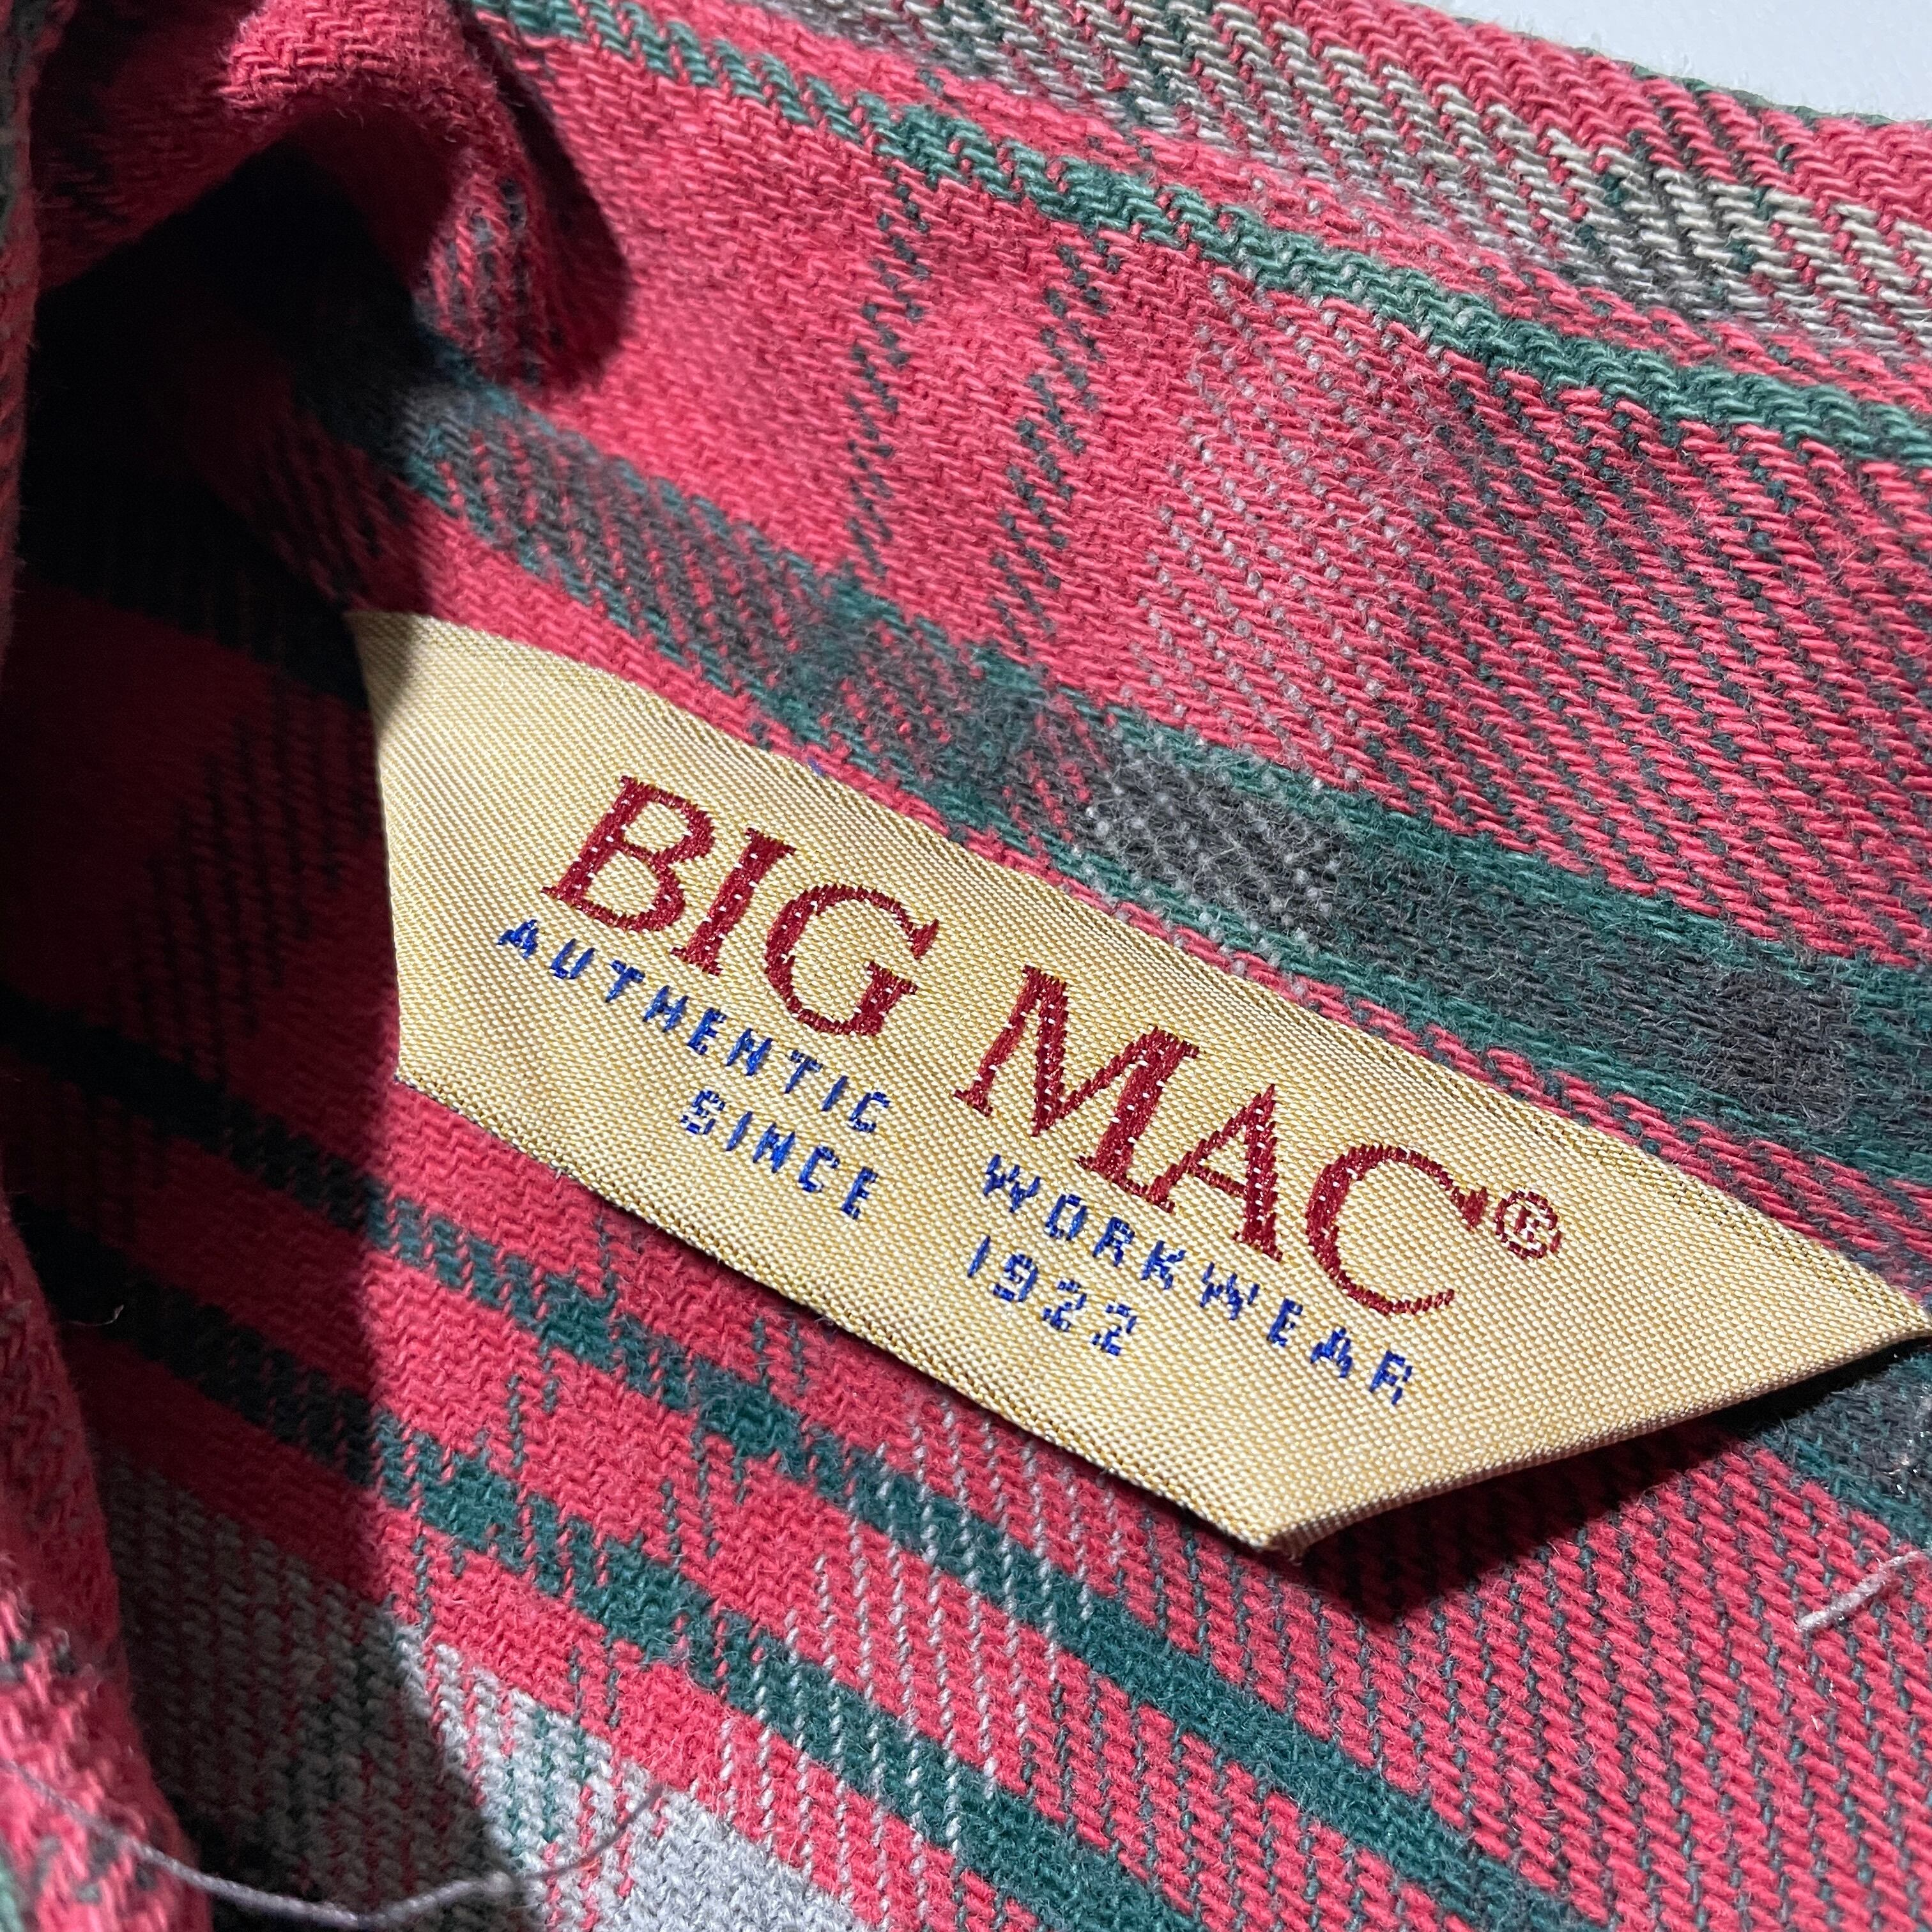 BIG MAC®
AUTHENTIC WORKWEAR
SINCE 1922